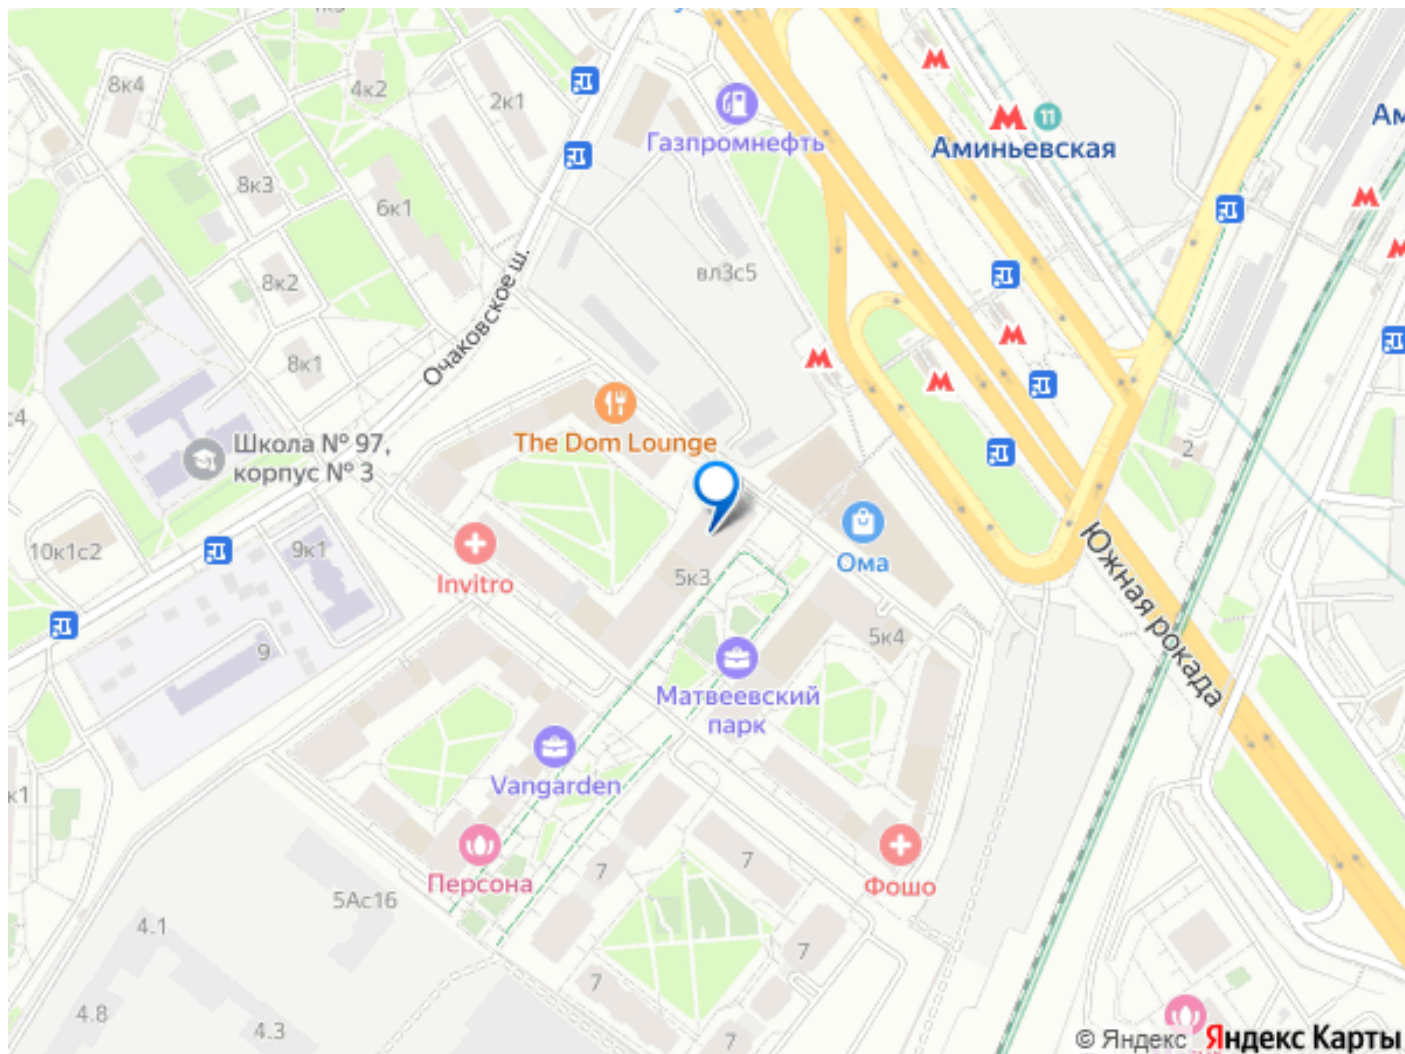 8к4
4к2
2к1
Газпромнефть
11
Аминьевская
8к3
6к1
8к2
вл3с5
Очаковское ш.
8к1
Школа № 97,
корпус № 3
The Dom Lounge
2
10к1с2
9к1
Invitro
5к3
Ома
Южная рокада
9
5к4
Матвеевский
парк
Vangarden
7
7
Персона
Фошо
5Ас16
4.1
7
7
4.8
4.3
7
© Яндекс Яндекс Карты